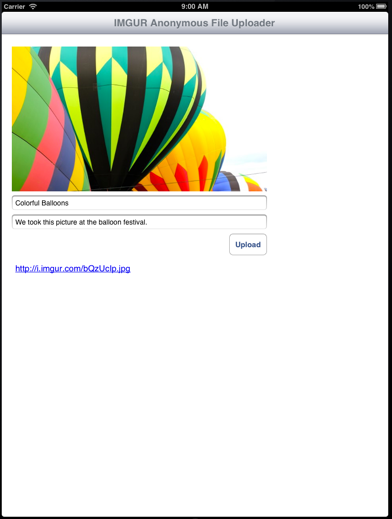 Carrier 9:00 AM 100%
IMGUR Anonymous File Uploader
Colorful Balloons
We took this picture at the balloon festival.
Upload
http://i.imgur.com/bQzUclp.jpg